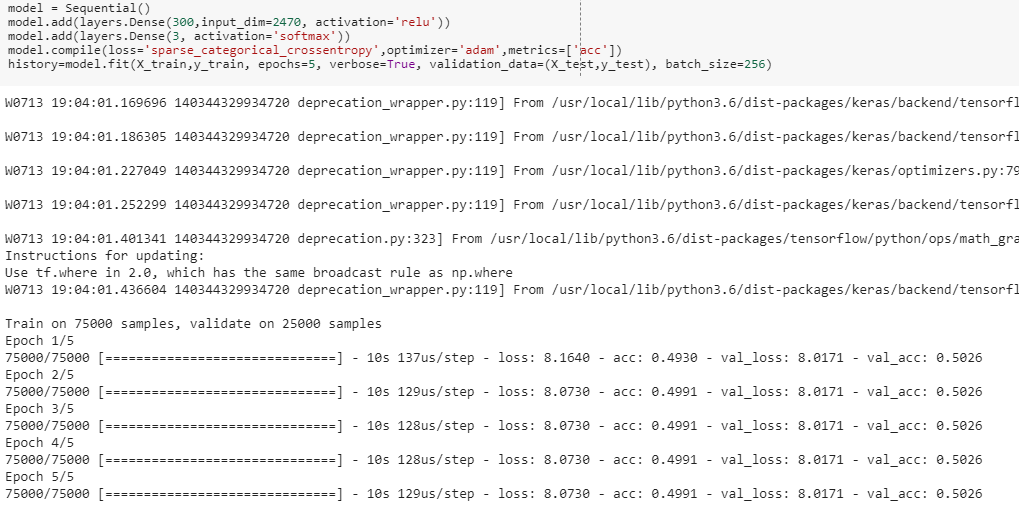 model = Sequential()
model.add(layers.Dense(300,input_dim=2470, activation='relu'))
model.add(layers.Dense(3, activation='softmax'))
model.compile(loss='sparse_categorical_crossentropy',optimizer='adam',metrics=['acc'])
history=model.fit(X_train,y_train, epochs=5, verbose=True, validation_data=(X_test,y_test), batch_size=256)
W0713 19:04:01.169696 140344329934720 deprecation_wrapper.py:119] From /usr/local/lib/python3.6/dist-packages/keras/backend/tensorfl
W0713 19:04:01.186305 140344329934720 deprecation_wrapper.py:119] From /usr/local/lib/python3.6/dist-packages/keras/backend/tensorfl
W0713 19:04:01.227049 140344329934720 deprecation_wrapper.py:119] From /usr/local/lib/python3.6/dist-packages/keras/optimizers.py:79
W0713 19:04:01.252299 140344329934720 deprecation_wrapper.py:119] From /usr/local/lib/python3.6/dist-packages/keras/backend/tensorfl
W0713 19:04:01.401341 140344329934720 deprecation.py:323] From /usr/local/lib/python3.6/dist-packages/tensorflow/python/ops/math_gra
Instructions for updating:
Use tf.where in 2.0, which has the same broadcast rule as np.where
W0713 19:04:01.436604 140344329934720 deprecation_wrapper.py:119] From /usr/local/lib/python3.6/dist-packages/keras/backend/tensorfl
Train on 75000 samples, validate on 25000 samples
Epoch 1/5
75000/75000 [==============================] - 10s 137us/step - loss: 8.1640 - acc: 0.4930 - val_loss: 8.0171 - val_acc: 0.5026
Epoch 2/5
75000/75000 [==============================] - 10s 129us/step - loss: 8.0730 - acc: 0.4991 - val_loss: 8.0171 - val_acc: 0.5026
Epoch 3/5
75000/75000 [==============================] - 10s 128us/step - loss: 8.0730 - acc: 0.4991 - val_loss: 8.0171 - val_acc: 0.5026
Epoch 4/5
75000/75000 [==============================] - 10s 128us/step - loss: 8.0730 - acc: 0.4991 - val_loss: 8.0171 - val_acc: 0.5026
Epoch 5/5
75000/75000 [==============================] - 10s 129us/step - loss: 8.0730 - acc: 0.4991 - val_loss: 8.0171 - val_acc: 0.5026